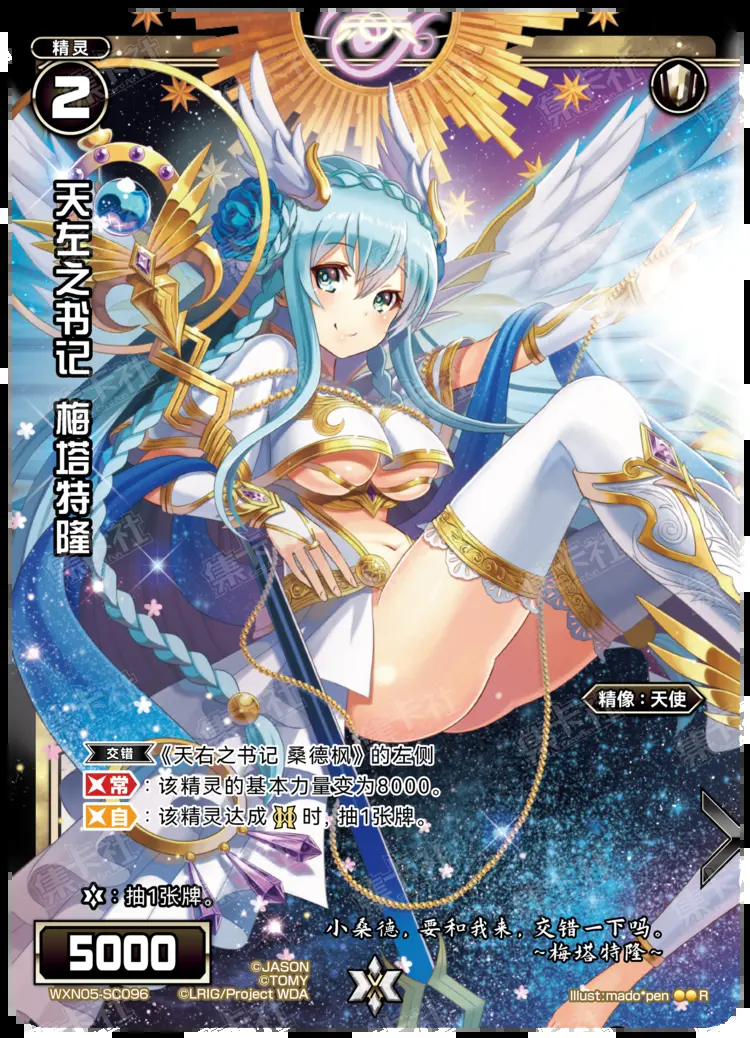 精灵
2
天左之书记 梅塔特隆
精像：天使
交错《天右之书记 桑德枫》的左侧
常：该精灵的基本力量变为8000。
自：该精灵达成 时，抽1张牌。
：抽1张牌。
小桑德，要和我来，交错一下吗。
~梅塔特隆~
5000
©JASON
©TOMY
WXN05-SC096 ©LRIG/Project WDA
Illust:mado*pen R
集卡社